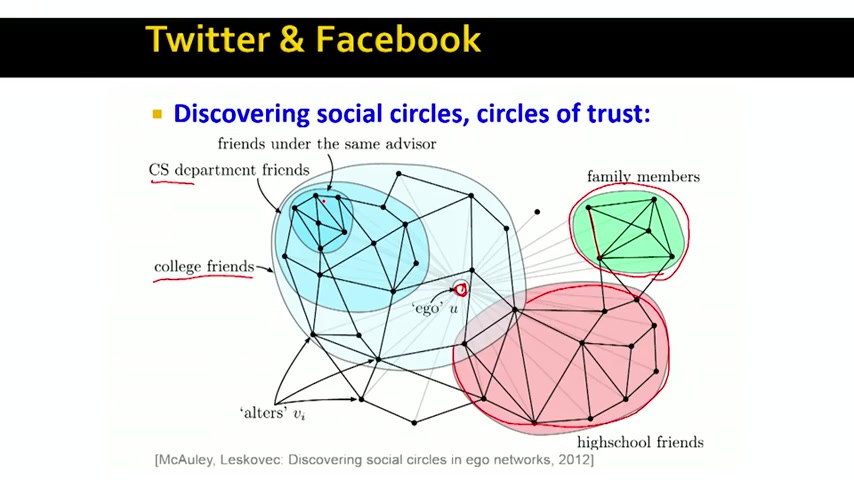 Twitter & Facebook
Discovering social circles, circles of trust:
friends under the same advisor
CS department friends
family members
college friends
'ego' u
'alters' vi
highschool friends
[McAuley, Leskovec: Discovering social circles in ego networks, 2012]